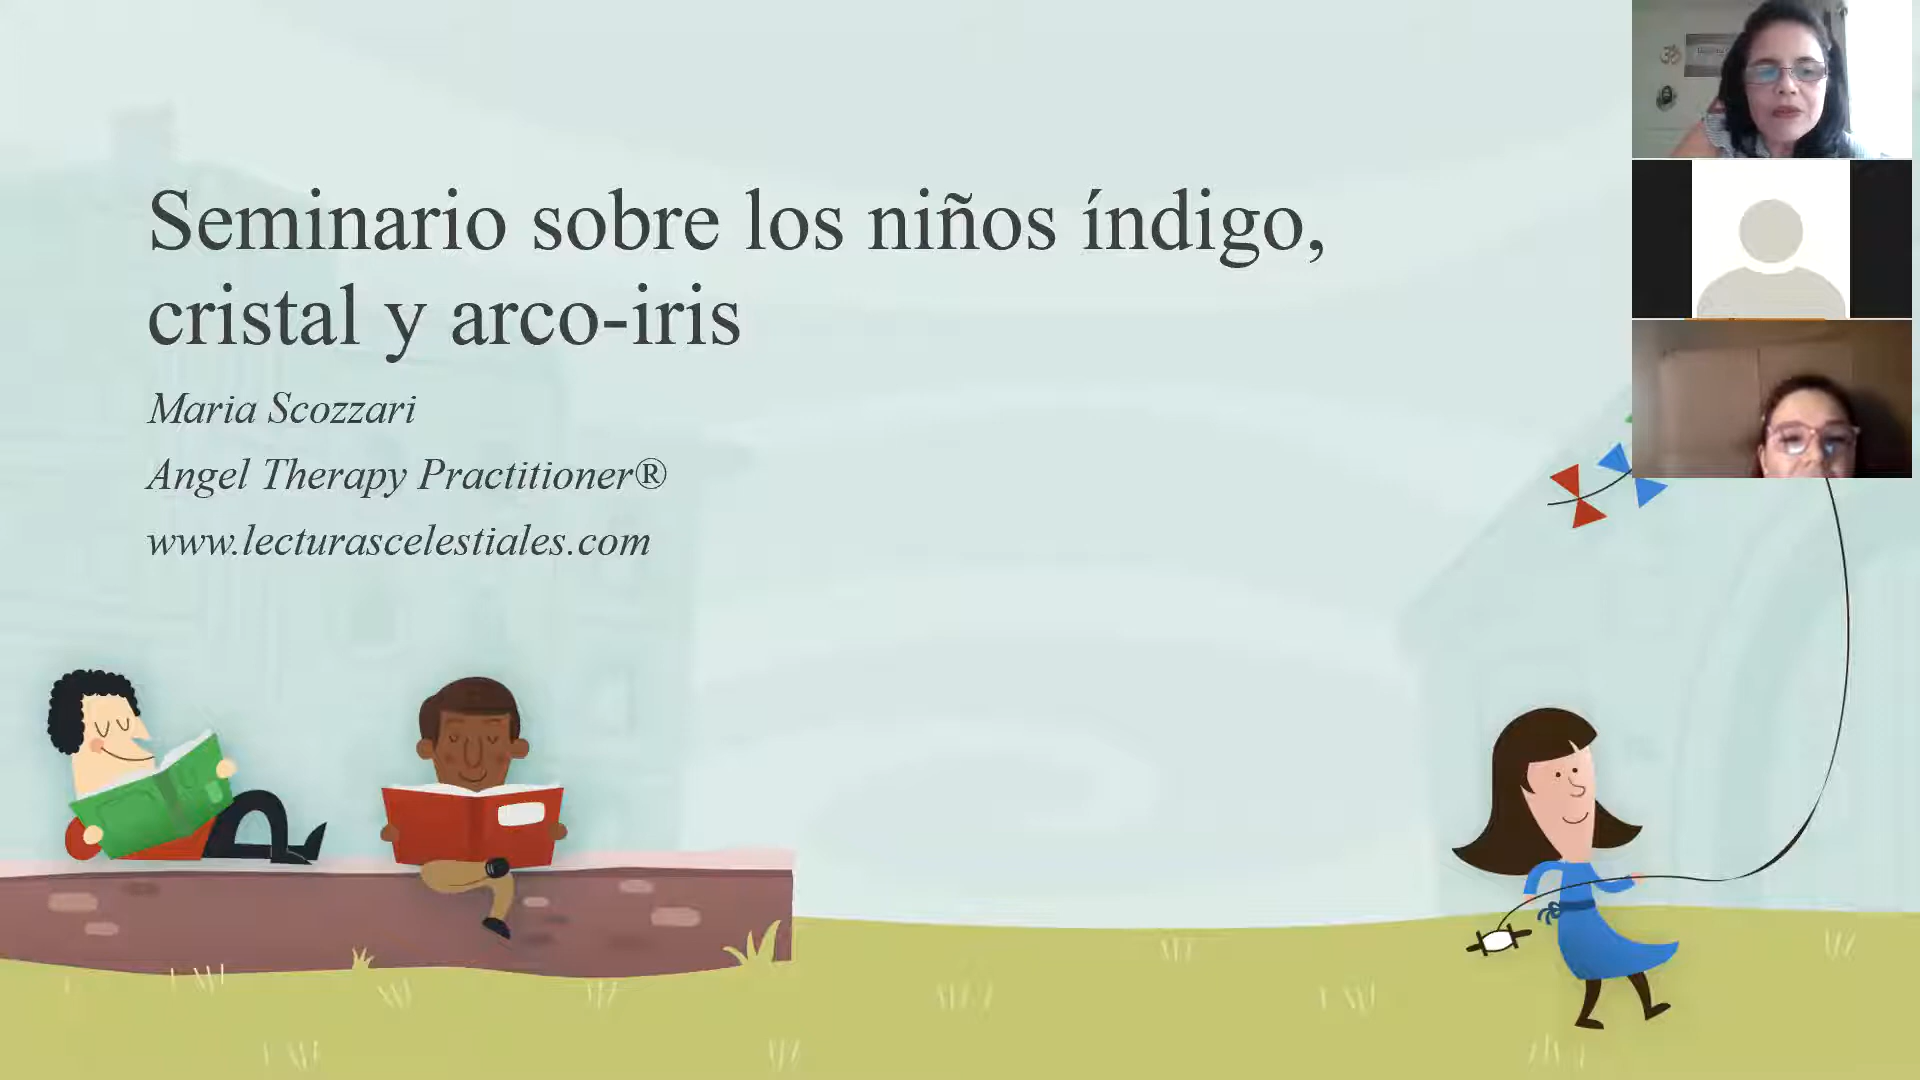 Seminario sobre los niños índigo,
cristal y arco-iris
Maria Scozzari
Angel Therapy Practitioner®
www.lecturascelestiales.com